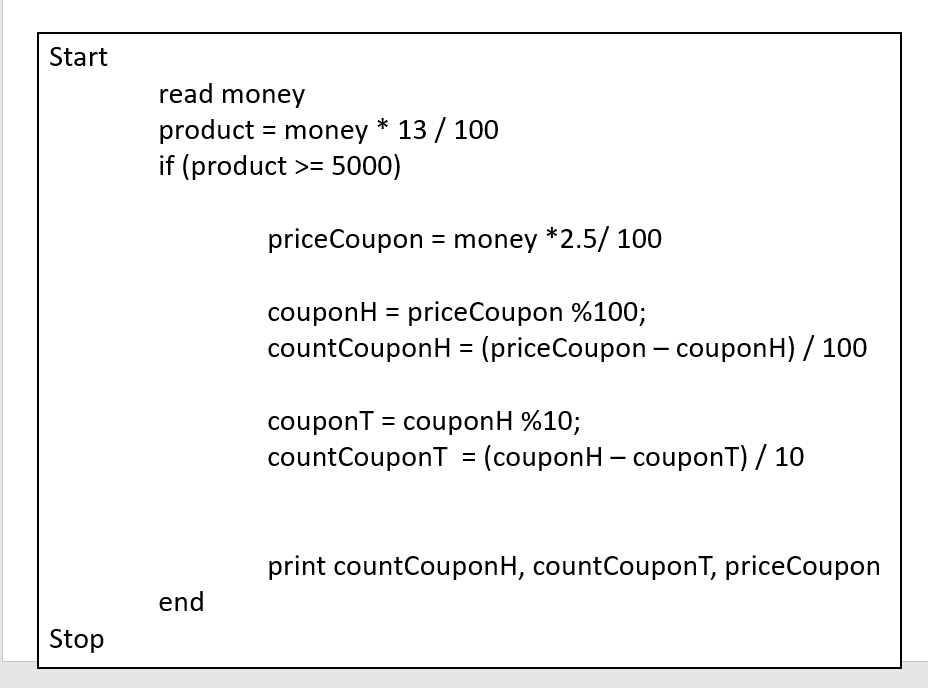 Start
read money
product = money * 13 / 100
if (product >= 5000)
priceCoupon = money *2.5/ 100
couponH = priceCoupon %100;
countCouponH = (priceCoupon – couponH) / 100
couponT = couponH %10;
countCouponT  = (couponH – couponT) / 10
print countCouponH, countCouponT, priceCoupon
end
Stop